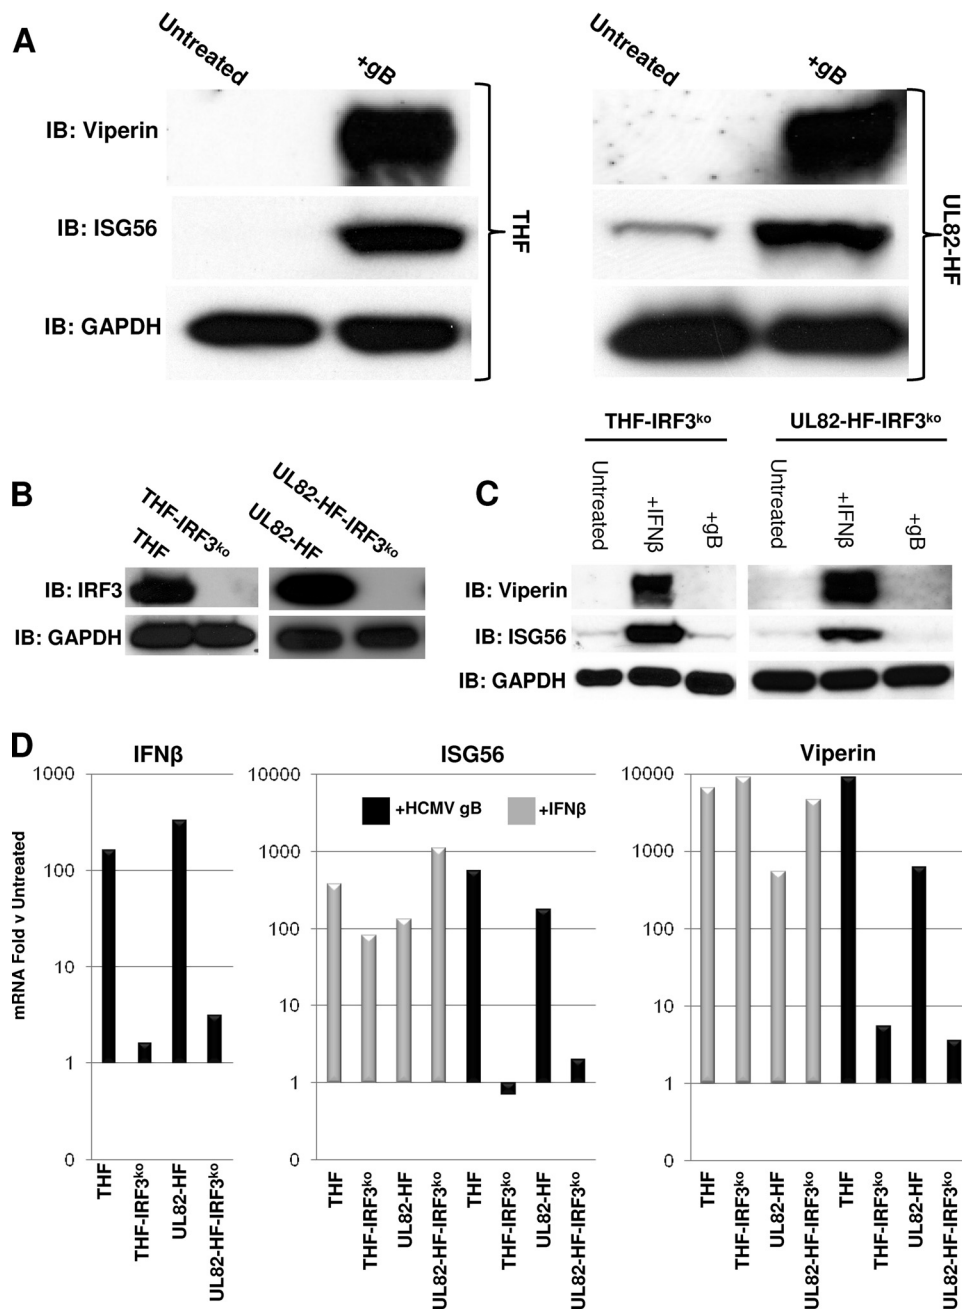 A
Untreated
+gB
Untreated
+gB
IB: Viperin
IB: ISG56
IB: GAPDH
THF
UL82-HF
B
THF
THF-IRF3ko
UL82-HF
UL82-HF-IRF3ko
IB: IRF3
IB: GAPDH
C
THF-IRF3ko
UL82-HF-IRF3ko
Untreated
+IFNβ
+gB
Untreated
+IFNβ
+gB
IB: Viperin
IB: ISG56
IB: GAPDH
D
mRNA Fold v Untreated
IFNβ
1000
100
10
1
0
THF
THF-IRF3ko
UL82-HF
UL82-HF-IRF3ko
ISG56
+HCMV gB
+IFNβ
10000
1000
100
10
1
0
THF
THF-IRF3ko
UL82-HF
UL82-HF-IRF3ko
THF
THF-IRF3ko
UL82-HF
UL82-HF-IRF3ko
Viperin
10000
1000
100
10
1
0
THF
THF-IRF3ko
UL82-HF
UL82-HF-IRF3ko
THF
THF-IRF3ko
UL82-HF
UL82-HF-IRF3ko